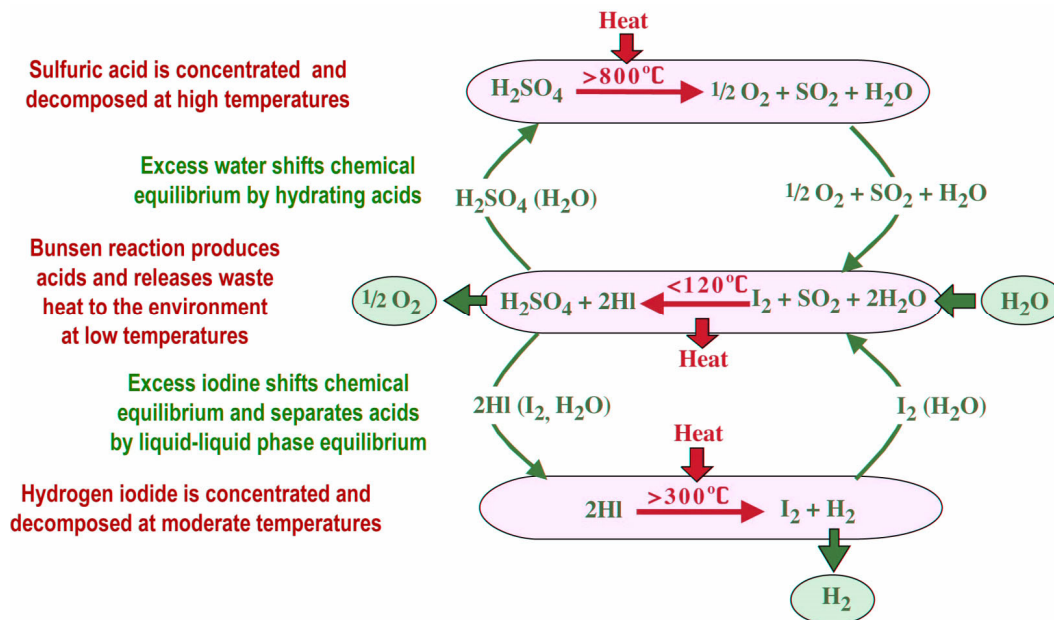 Heat
Sulfuric acid is concentrated and
decomposed at high temperatures
H₂SO₄ >800°C 1/2 O₂ + SO₂ + H₂O
Excess water shifts chemical
equilibrium by hydrating acids
H₂SO₄ (H₂O)
1/2 O₂ + SO₂ + H₂O
Bunsen reaction produces
acids and releases waste
heat to the environment
at low temperatures
1/2 O₂
H₂SO₄ + 2HI <120°C I₂ + SO₂ + 2H₂O
H₂O
Heat
Excess iodine shifts chemical
equilibrium and separates acids
by liquid-liquid phase equilibrium
2HI (I₂, H₂O)
I₂ (H₂O)
Heat
Hydrogen iodide is concentrated and
decomposed at moderate temperatures
2HI >300°C I₂ + H₂
H₂